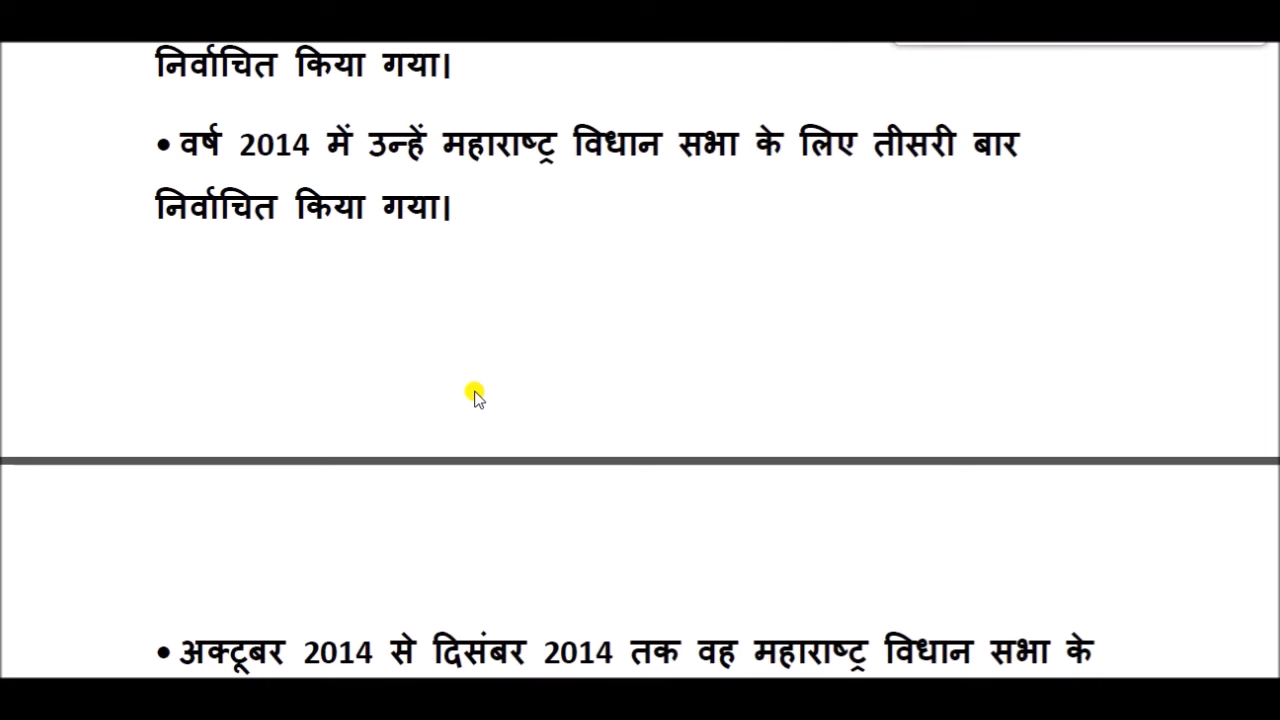 निर्वाचित किया गया।
• वर्ष 2014 में उन्हें महाराष्ट्र विधान सभा के लिए तीसरी बार
निर्वाचित किया गया।
• अक्टूबर 2014 से दिसंबर 2014 तक वह महाराष्ट्र विधान सभा के